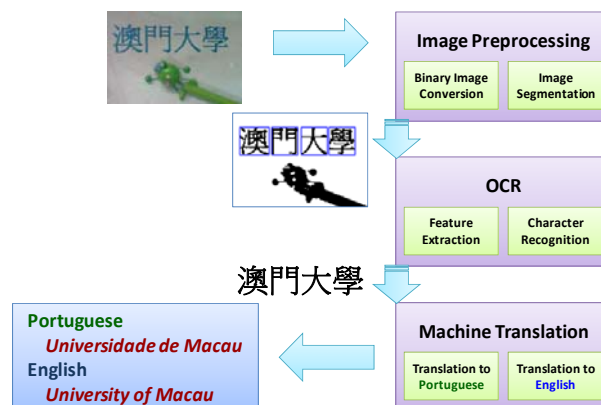 澳門大學
Image Preprocessing
Binary Image
Conversion
Image
Segmentation
澳門大學
OCR
Feature
Extraction
Character
Recognition
澳門大學
Machine Translation
Translation to
Portuguese
Translation to
English
Portuguese
Universidade de Macau
English
University of Macau